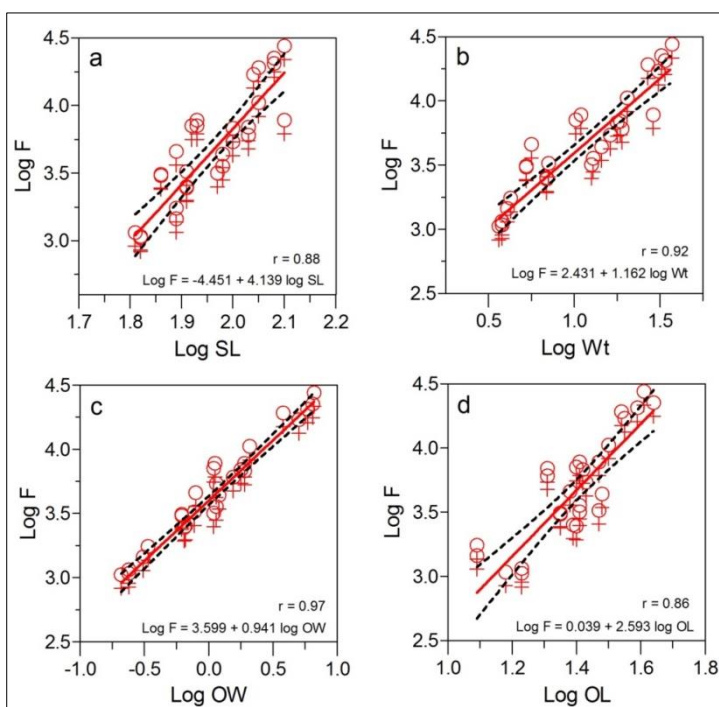 a
4.5
4.0
3.5
3.0
Log F
r = 0.88
Log F = -4.451 + 4.139 log SL
1.7 1.8 1.9 2.0 2.1 2.2
Log SL
b
4.5
4.0
3.5
3.0
2.5
Log F
r = 0.92
Log F = 2.431 + 1.162 log Wt
0.5 1.0 1.5
Log Wt
c
4.5
4.0
3.5
3.0
2.5
Log F
r = 0.97
Log F = 3.599 + 0.941 log OW
-1.0 -0.5 0.0 0.5 1.0
Log OW
d
4.5
4.0
3.5
3.0
2.5
Log F
r = 0.86
Log F = 0.039 + 2.593 log OL
1.0 1.2 1.4 1.6 1.8
Log OL